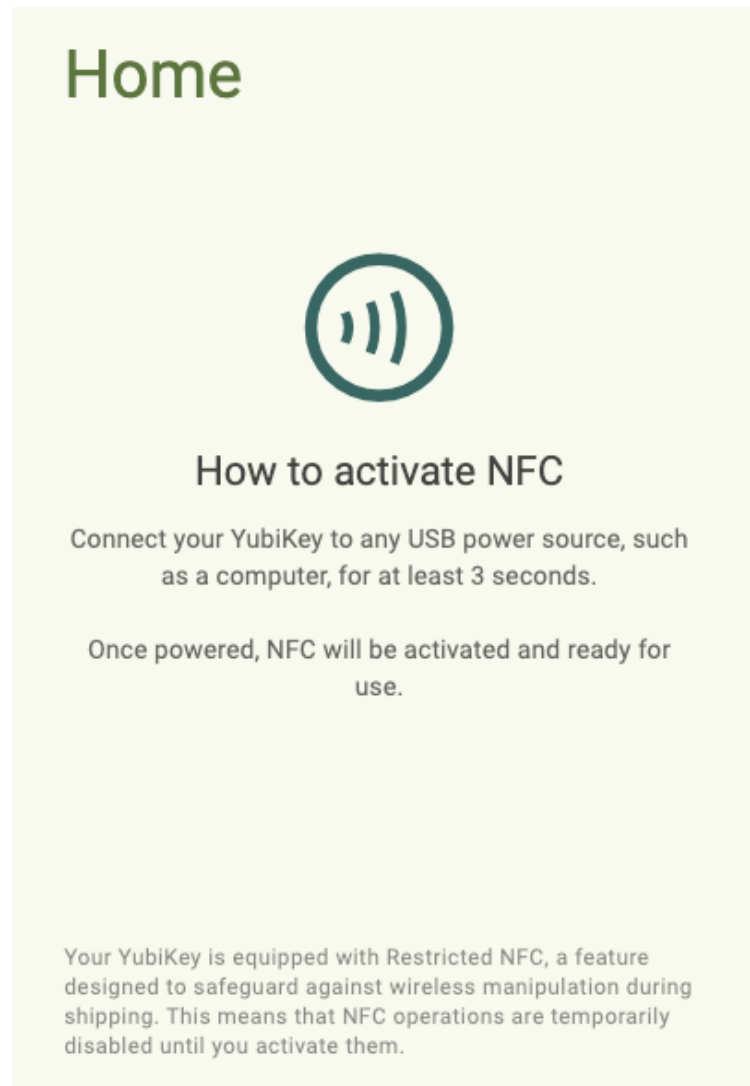 Home
How to activate NFC
Connect your YubiKey to any USB power source, such
as a computer, for at least 3 seconds.
Once powered, NFC will be activated and ready for
use.
Your YubiKey is equipped with Restricted NFC, a feature
designed to safeguard against wireless manipulation during
shipping. This means that NFC operations are temporarily
disabled until you activate them.